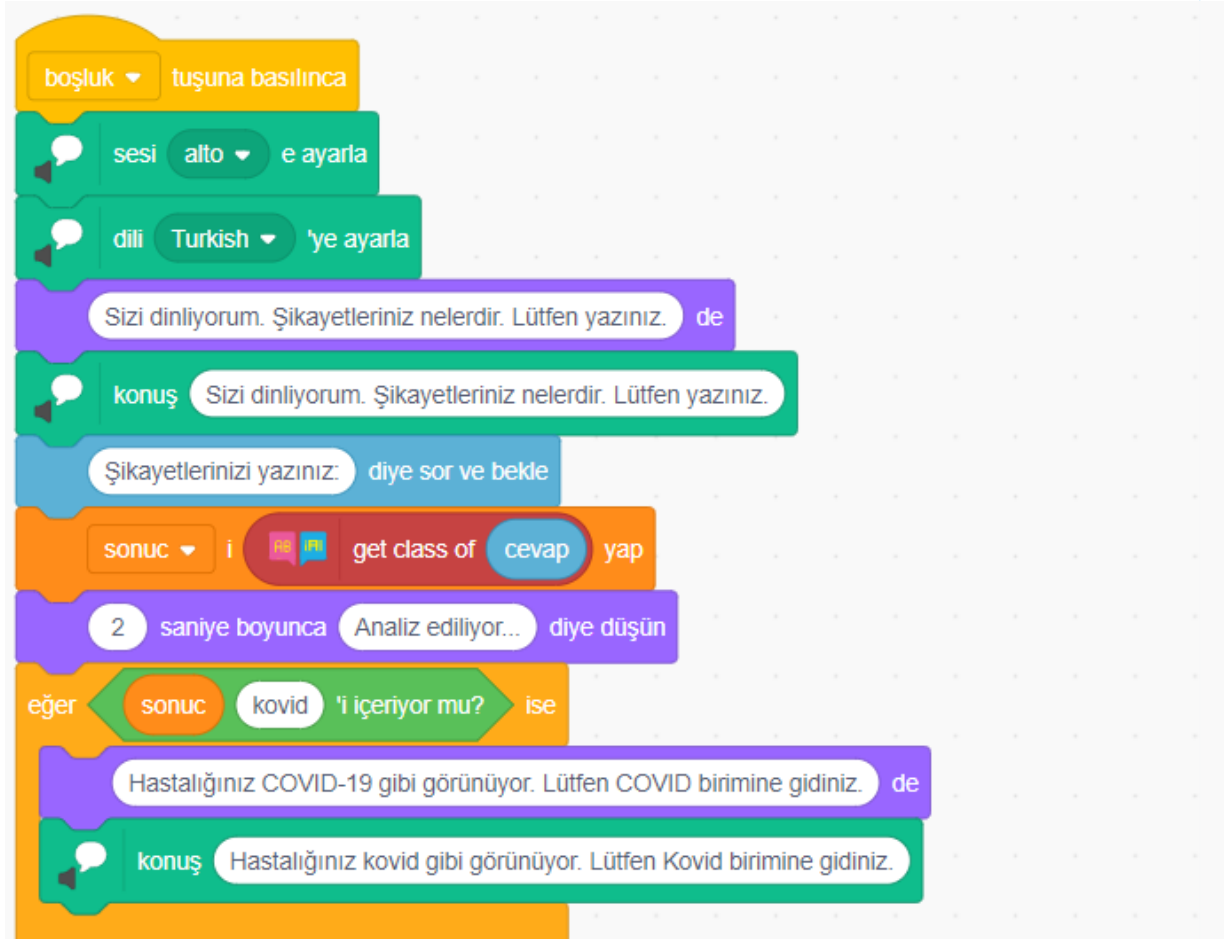 boşluk tuşuna basılınca
sesi alto e ayarla
dili Turkish 'ye ayarla
Sizi dinliyorum. Şikayetleriniz nelerdir. Lütfen yazınız. de
konuş Sizi dinliyorum. Şikayetleriniz nelerdir. Lütfen yazınız.
Şikayetlerinizi yazınız: diye sor ve bekle
sonuc i get class of cevap yap
2 saniye boyunca Analiz ediliyor... diye düşün
eğer sonuc kovid 'i içeriyor mu? ise
Hastalığınız COVID-19 gibi görünüyor. Lütfen COVID birimine gidiniz. de
konuş Hastalığınız kovid gibi görünüyor. Lütfen Kovid birimine gidiniz.